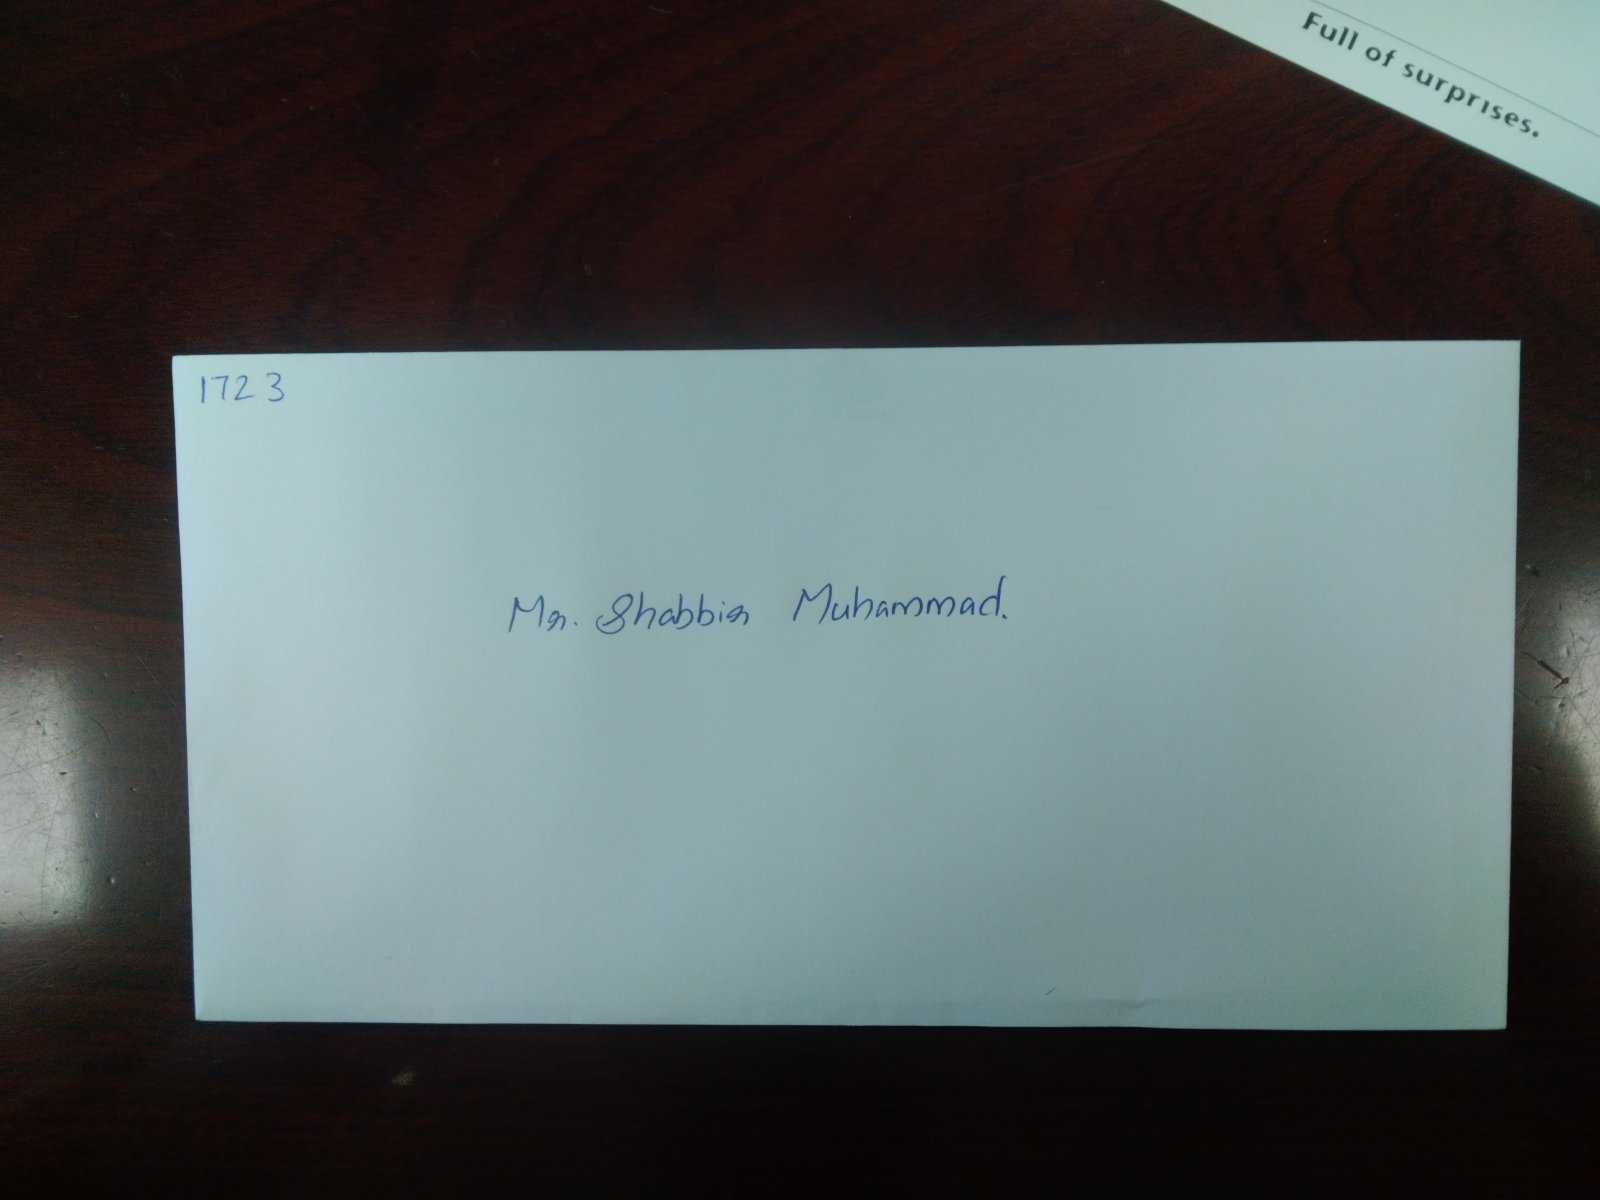 Full of surprises.
1723
Mr. Shabbir Muhammad.